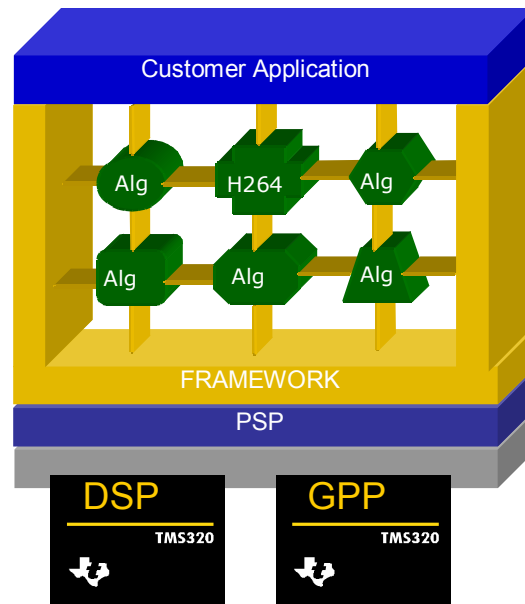 Customer Application
Alg
H264
Alg
Alg
Alg
Alg
FRAMEWORK
PSP
DSP
TMS320
GPP
TMS320